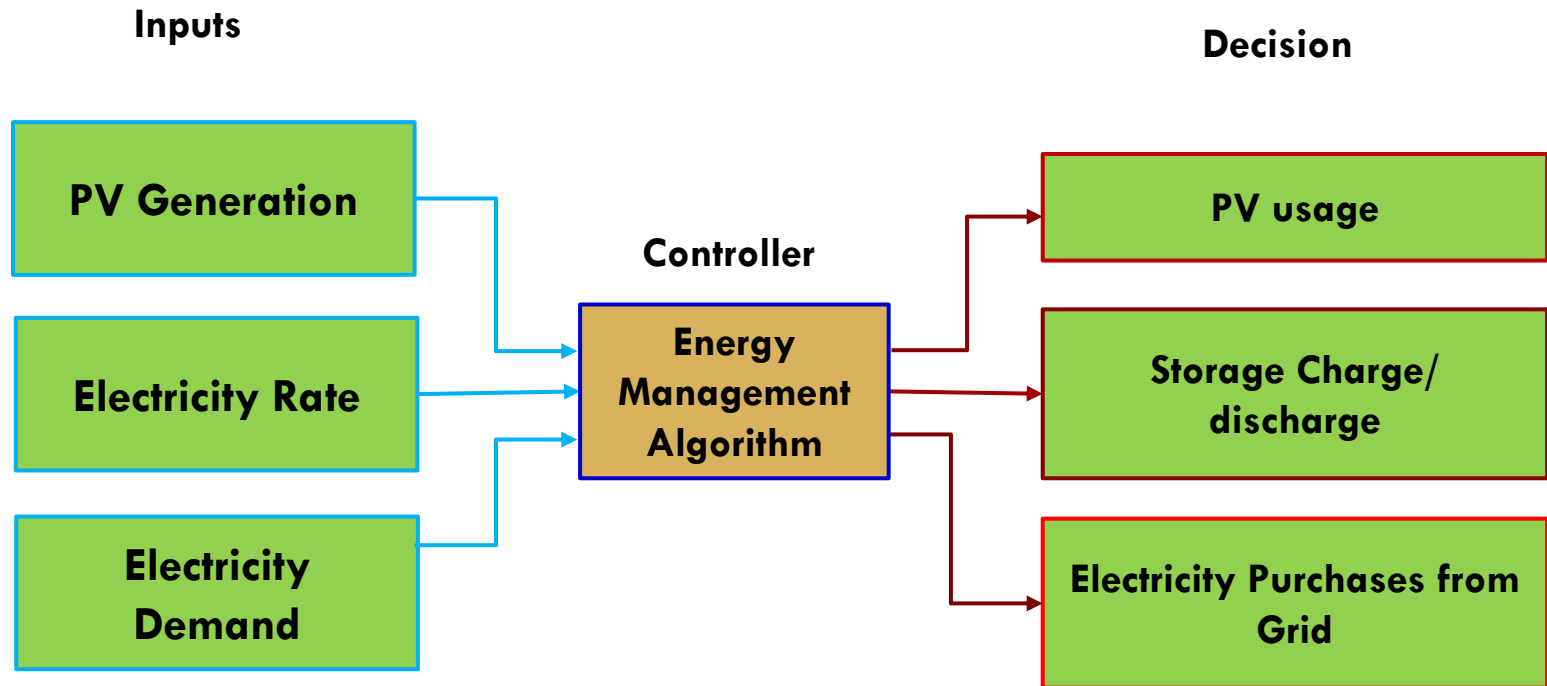 Inputs
Decision
PV Generation
PV usage
Controller
Energy
Management
Algorithm
Electricity Rate
Storage Charge/
discharge
Electricity
Demand
Electricity Purchases from
Grid